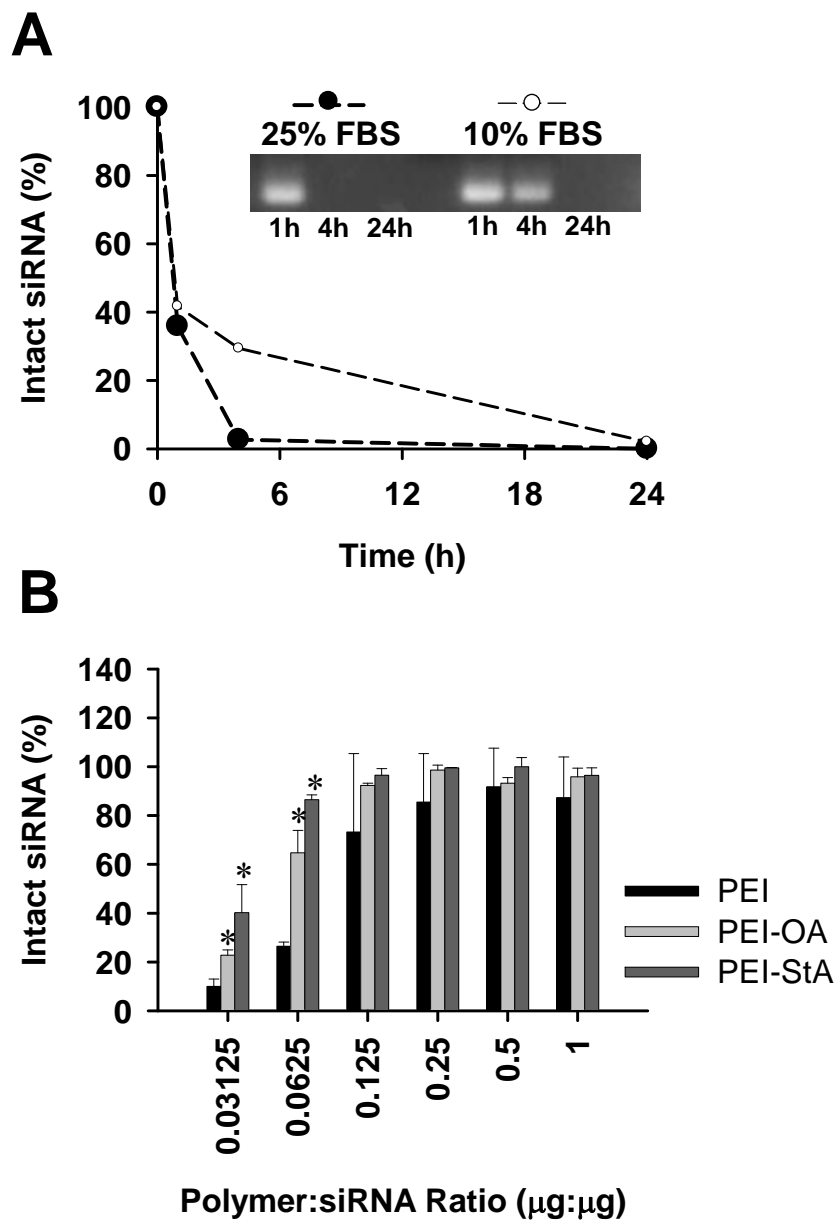 A
Intact siRNA (%)
100
80
60
40
20
0
25% FBS
10% FBS
1h 4h 24h
1h 4h 24h
0 6 12 18 24
Time (h)
B
Intact siRNA (%)
140
120
100
80
60
40
20
0
* *
* *
PEI
PEI-OA
PEI-StA
0.03125
0.0625
0.125
0.25
0.5
1
Polymer:siRNA Ratio (μg:μg)